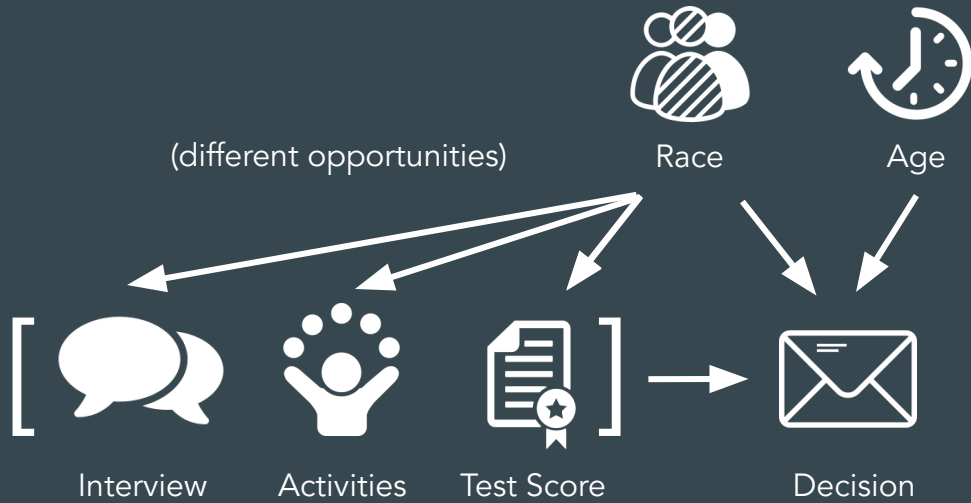 (different opportunities)
Race
Age
[
]
Interview
Activities
Test Score
Decision